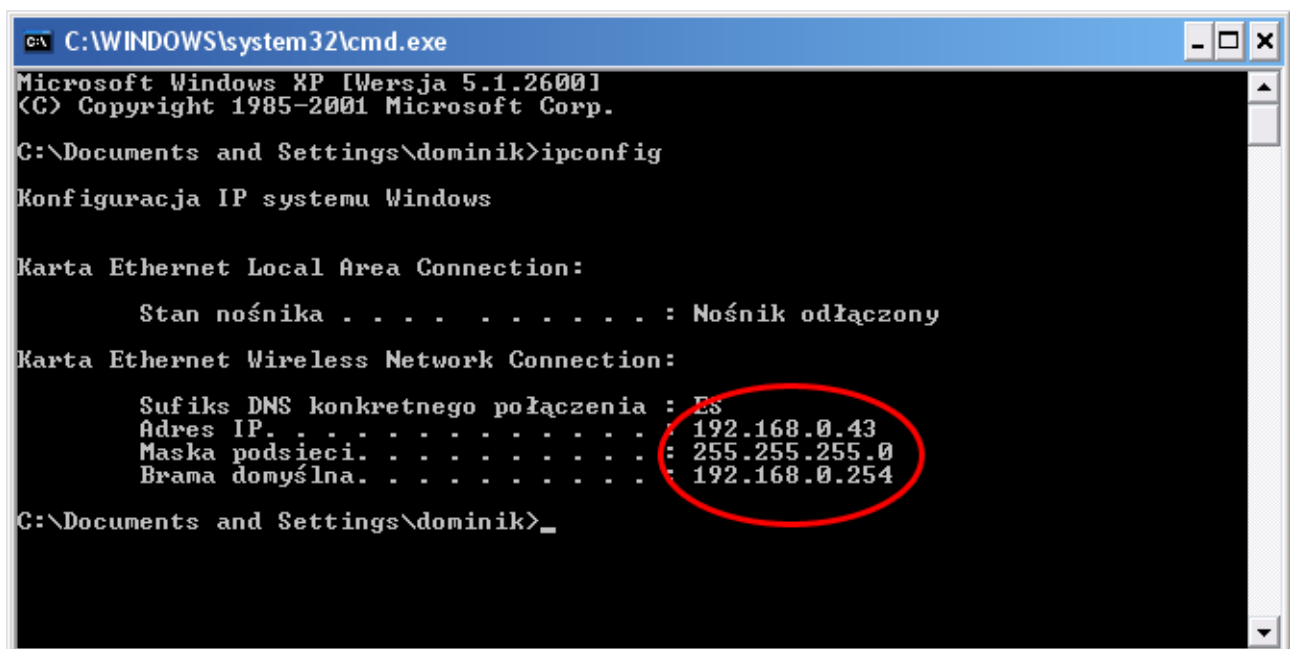 C:\WINDOWS\system32\cmd.exe
Microsoft Windows XP [Wersja 5.1.2600]
(C) Copyright 1985-2001 Microsoft Corp.
C:\Documents and Settings\dominik>ipconfig
Konfiguracja IP systemu Windows
Karta Ethernet Local Area Connection:
Stan nośnika . . . .  . . . . . . : Nośnik odłączony
Karta Ethernet Wireless Network Connection:
Sufiks DNS konkretnego połączenia : ES
Adres IP. . . . . . . . . . . . . : 192.168.0.43
Maska podsieci. . . . . . . . . . : 255.255.255.0
Brama domyślna. . . . . . . . . . : 192.168.0.254
C:\Documents and Settings\dominik>_